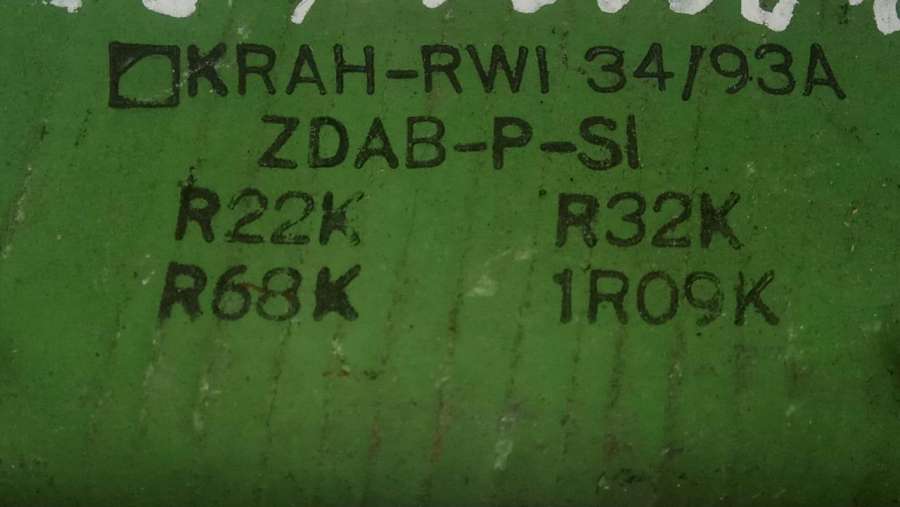 KRAH-RWI 34/93A
ZDAB-P-SI
R22K R32K
R68K 1R09K